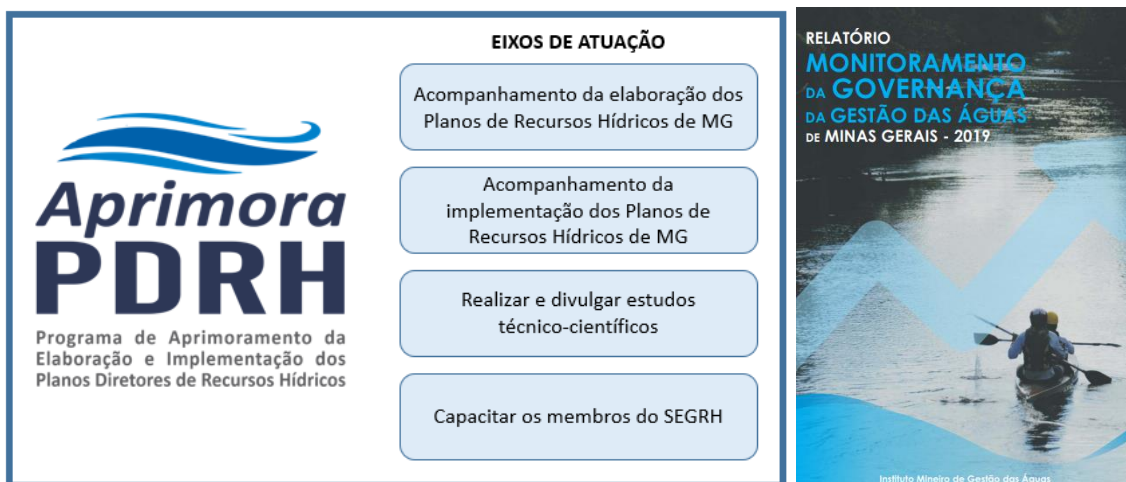 Aprimora
PDRH
Programa de Aprimoramento da
Elaboração e Implementação dos
Planos Diretores de Recursos Hídricos
EIXOS DE ATUAÇÃO
Acompanhamento da elaboração dos
Planos de Recursos Hídricos de MG
Acompanhamento da
implementação dos Planos de
Recursos Hídricos de MG
Realizar e divulgar estudos
técnico-científicos
Capacitar os membros do SEGRH
RELATÓRIO
MONITORAMENTO
DA GOVERNANÇA
DA GESTÃO DAS ÁGUAS
DE MINAS GERAIS - 2019
Instituto Mineiro de Gestão das Águas